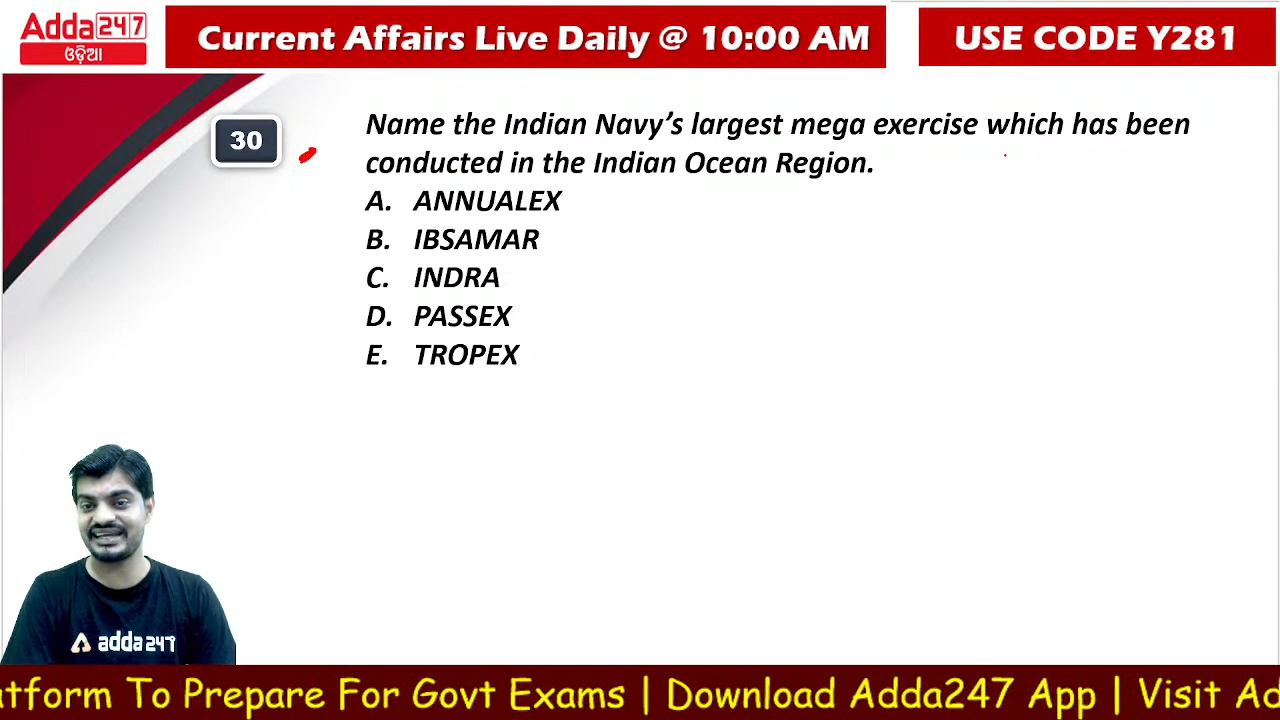 Adda247
ଓଡ଼ିଆ
Current Affairs Live Daily @ 10:00 AM
USE CODE Y281
30
Name the Indian Navy’s largest mega exercise which has been
conducted in the Indian Ocean Region.
A. ANNUALEX
B. IBSAMAR
C. INDRA
D. PASSEX
E. TROPEX
adda247
atform To Prepare For Govt Exams | Download Adda247 App | Visit Ad